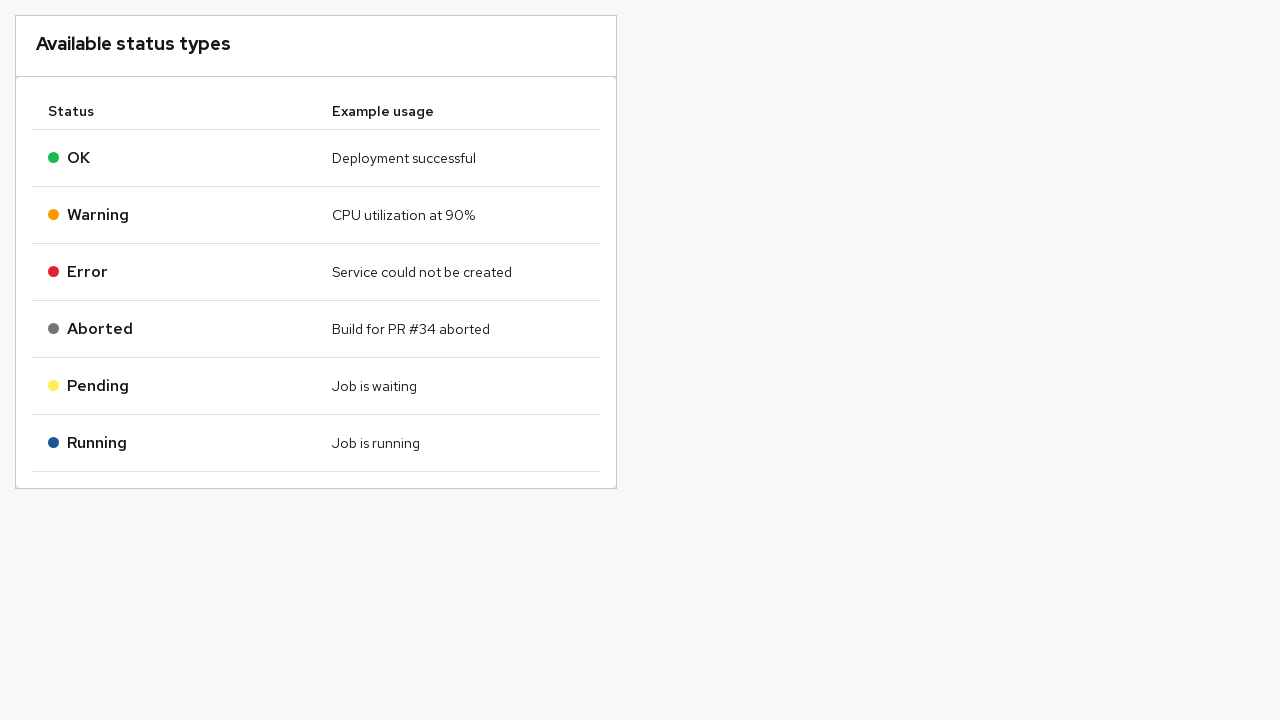 Available status types
Status Example usage
OK Deployment successful
Warning CPU utilization at 90%
Error Service could not be created
Aborted Build for PR #34 aborted
Pending Job is waiting
Running Job is running